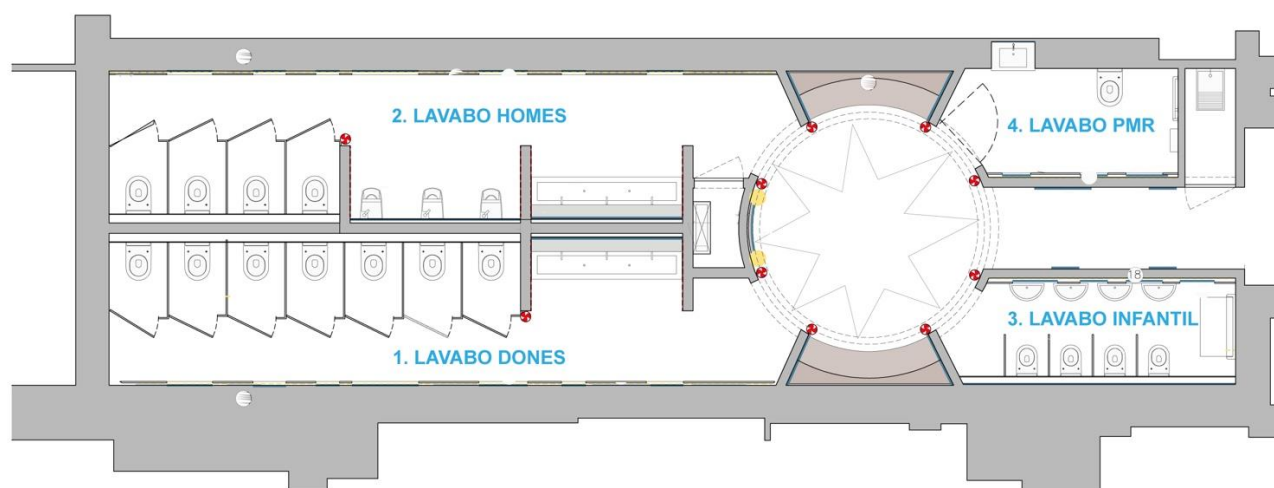 2. LAVABO HOMES
4. LAVABO PMR
18
3. LAVABO INFANTIL
1. LAVABO DONES